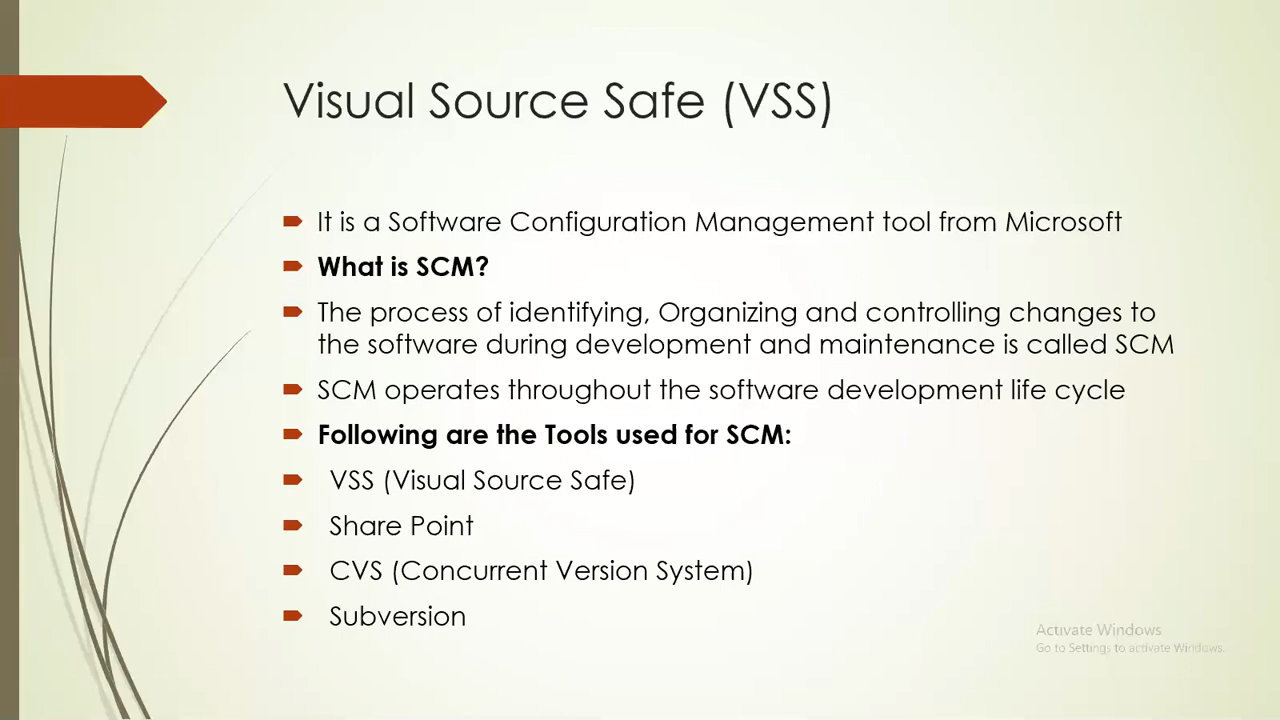 Visual Source Safe (VSS)
It is a Software Configuration Management tool from Microsoft
What is SCM?
The process of identifying, Organizing and controlling changes to
the software during development and maintenance is called SCM
SCM operates throughout the software development life cycle
Following are the Tools used for SCM:
VSS (Visual Source Safe)
Share Point
CVS (Concurrent Version System)
Subversion
Activate Windows
Go to Settings to activate Windows.